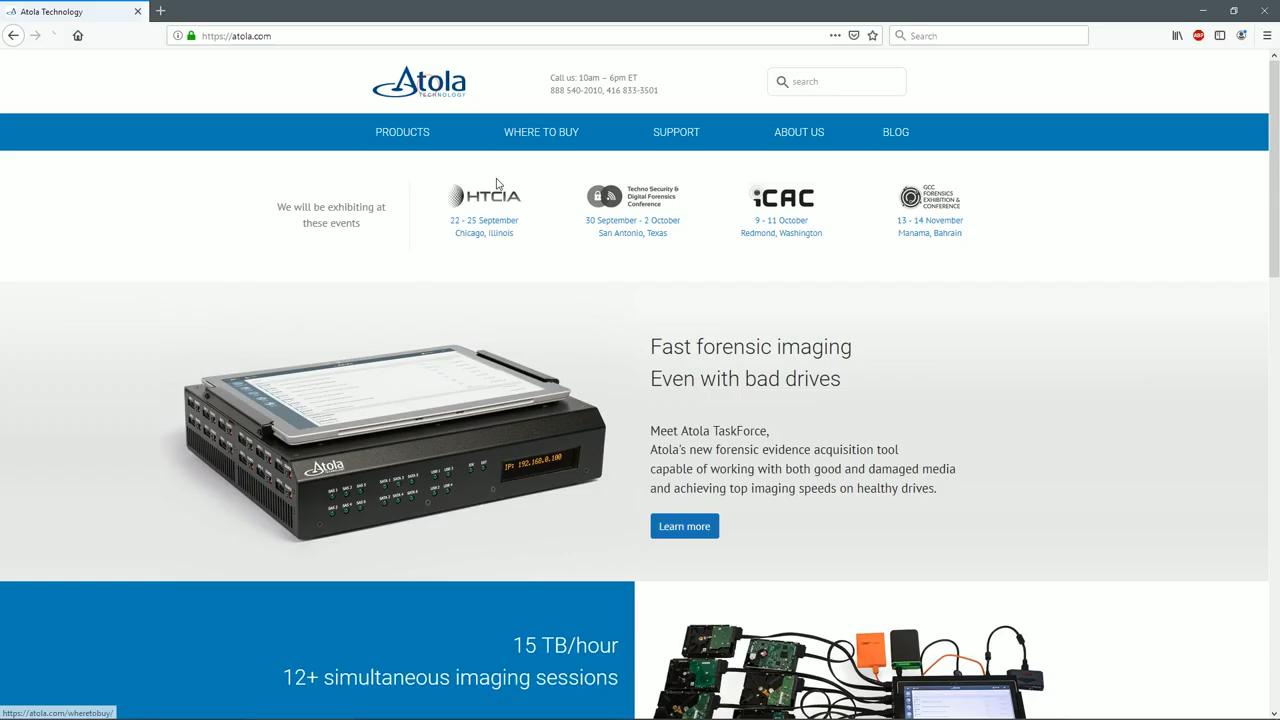 Atola Technology
https://atola.com
Search
Atola
TECHNOLOGY
Call us: 10am – 6pm ET
888 540-2010, 416 833-3501
search
PRODUCTS
WHERE TO BUY
SUPPORT
ABOUT US
BLOG
We will be exhibiting at
these events
HTCIA
22 - 25 September
Chicago, Illinois
Techno Security &
Digital Forensics
Conference
30 September - 2 October
San Antonio, Texas
iCAC
9 - 11 October
Redmond, Washington
GCC
FORENSICS
EXHIBITION &
CONFERENCE
13 - 14 November
Manama, Bahrain
Fast forensic imaging
Even with bad drives
Meet Atola TaskForce,
Atola's new forensic evidence acquisition tool
capable of working with both good and damaged media
and achieving top imaging speeds on healthy drives.
Learn more
Atola
IP: 192.168.0.100
15 TB/hour
12+ simultaneous imaging sessions
https://atola.com/wheretobuy/